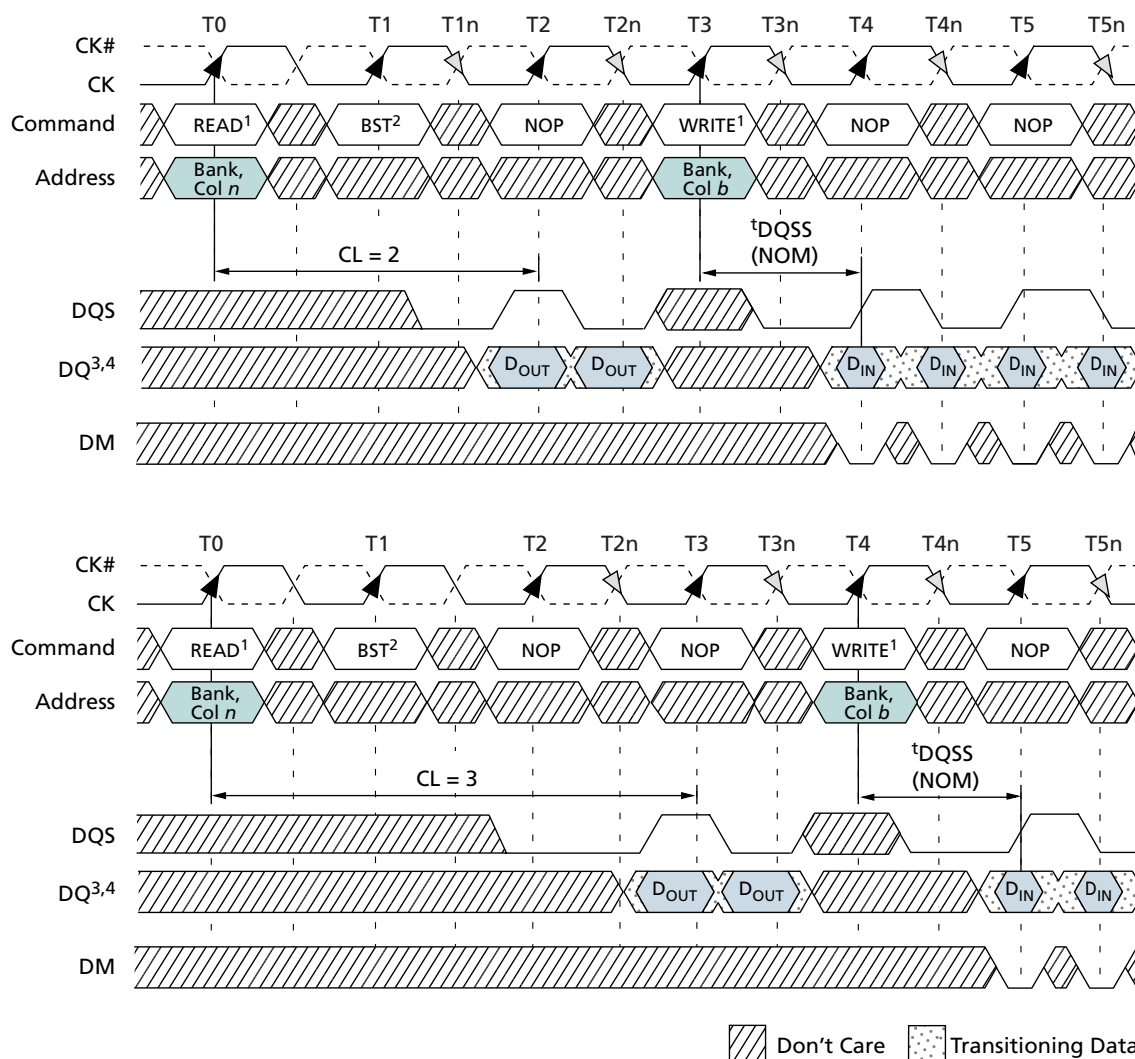 T0 T1 T1n T2 T2n T3 T3n T4 T4n T5 T5n
CK#
CK
Command READ1 BST2 NOP WRITE1 NOP NOP
Address Bank, Col n Bank, Col b
tDQSS
(NOM)
CL = 2
DQS
DQ3,4 DOUT DOUT DIN DIN DIN DIN
DM
T0 T1 T2 T2n T3 T3n T4 T4n T5 T5n
CK#
CK
Command READ1 BST2 NOP NOP WRITE1 NOP
Address Bank, Col n Bank, Col b
tDQSS
(NOM)
CL = 3
DQS
DQ3,4 DOUT DOUT DIN DIN
DM
Don't Care Transitioning Data